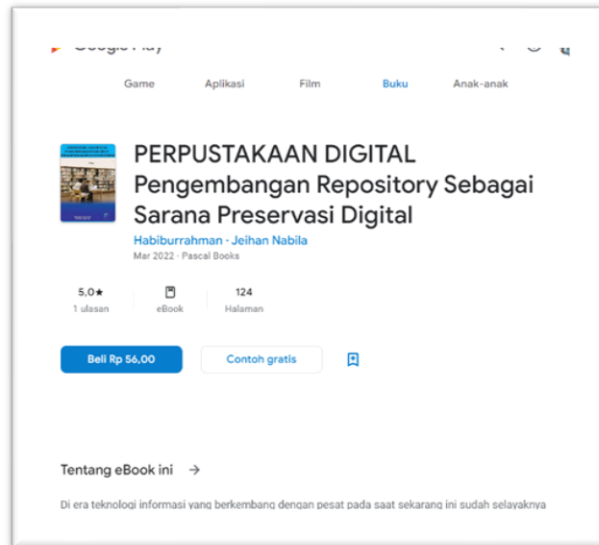 Game Aplikasi Film Buku Anak-anak
PERPUSTAKAAN DIGITAL
Pengembangan Repository Sebagai
Sarana Preservasi Digital
Habiburrahman · Jeihan Nabila
Mar 2022 · Pascal Books
5,0★ 124
1 ulasan eBook Halaman
Beli Rp 56,00 Contoh gratis
Tentang eBook ini →
Di era teknologi informasi yang berkembang dengan pesat pada saat sekarang ini sudah selayaknya